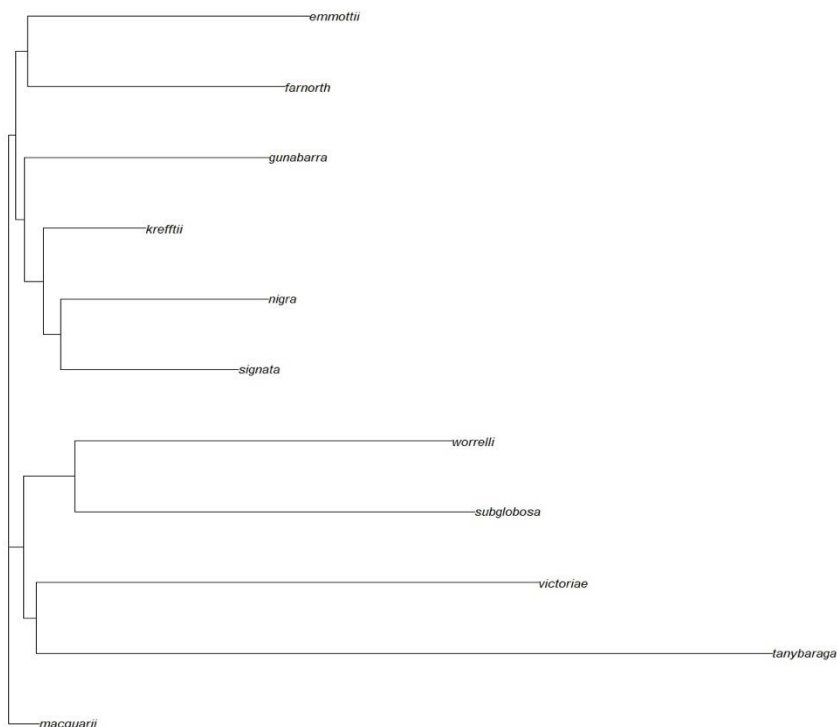 emmottii
farnorth
gunabarra
krefftii
nigra
signata
worrelli
subglobosa
victoriae
tanybaraga
macquarii